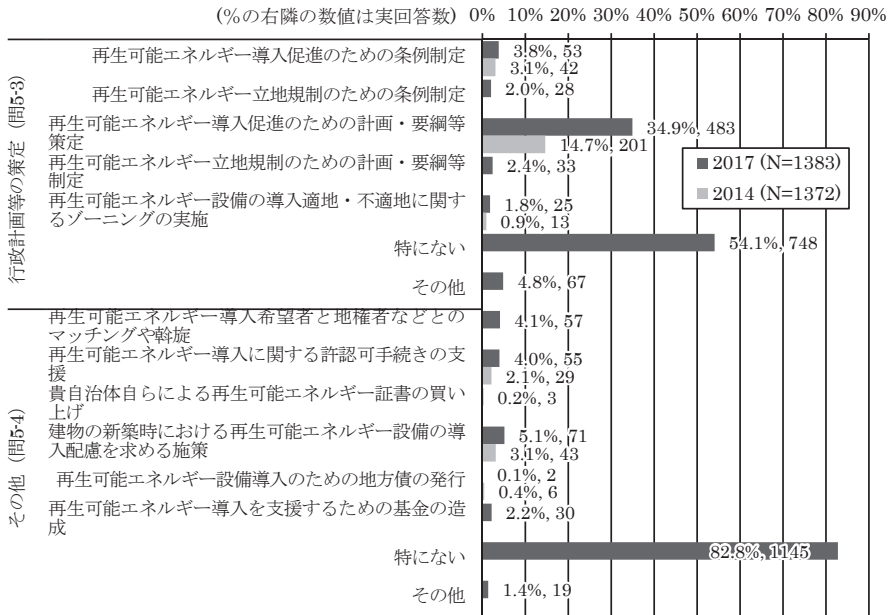 (%の右隣の数値は実回答数) 0% 10% 20% 30% 40% 50% 60% 70% 80% 90%
行政計画等の策定 (問5-3)
再生可能エネルギー導入促進のための条例制定
3.8%, 53
3.1%, 42
再生可能エネルギー立地規制のための条例制定
2.0%, 28
再生可能エネルギー導入促進のための計画・要綱等
策定
34.9%, 483
14.7%, 201
再生可能エネルギー立地規制のための計画・要綱等
制定
2.4%, 33
2017 (N=1383)
2014 (N=1372)
再生可能エネルギー設備の導入適地・不適地に関す
るゾーニングの実施
1.8%, 25
0.9%, 13
特にない
54.1%, 748
その他
4.8%, 67
その他 (問5-4)
再生可能エネルギー導入希望者と地権者などとの
マッチングや斡旋
4.1%, 57
再生可能エネルギー導入に関する許認可手続きの支
援
4.0%, 55
2.1%, 29
貴自治体自らによる再生可能エネルギー証書の買い
上げ
0.2%, 3
建物の新築時における再生可能エネルギー設備の導
入配慮を求める施策
5.1%, 71
3.1%, 43
再生可能エネルギー設備導入のための地方債の発行
0.1%, 2
0.4%, 6
再生可能エネルギー導入を支援するための基金の造
成
2.2%, 30
特にない
82.8%, 1145
その他
1.4%, 19